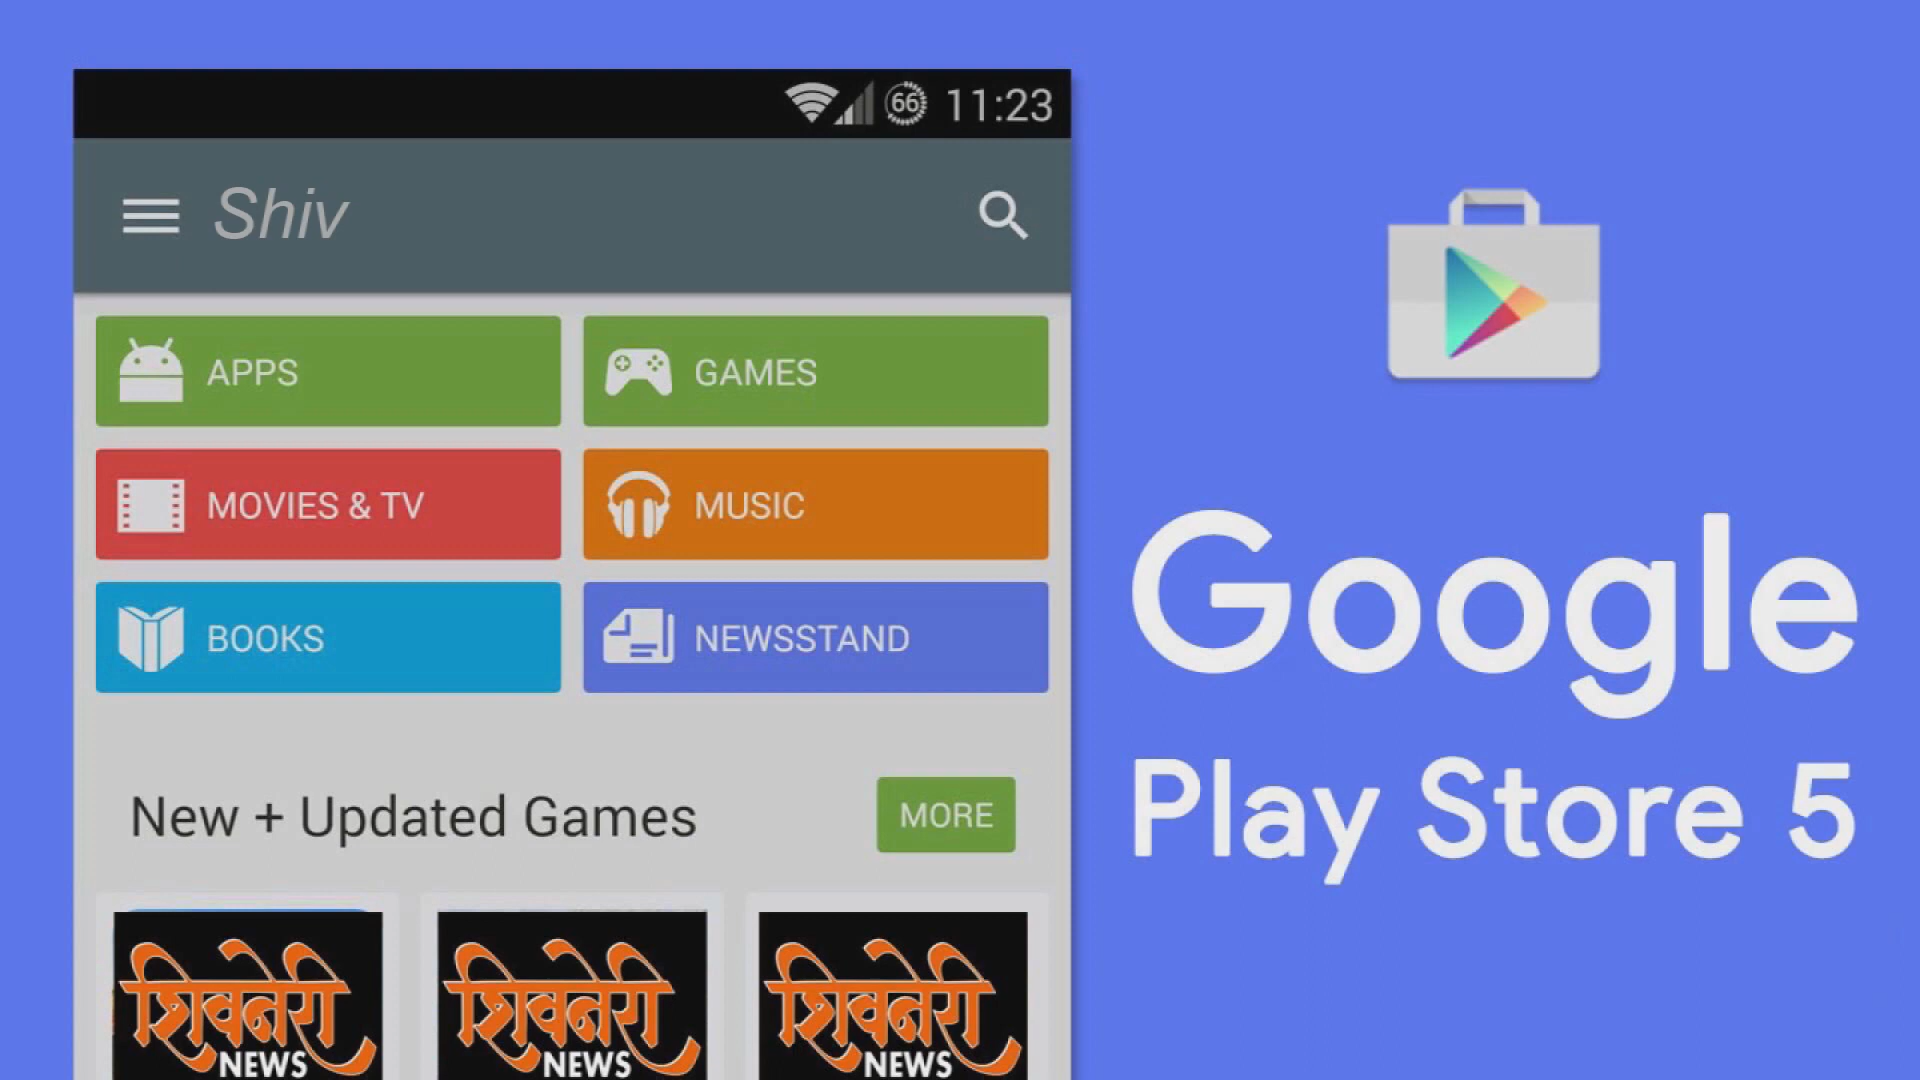 66 11:23
Shiv
APPS
GAMES
MOVIES & TV
MUSIC
BOOKS
NEWSSTAND
New + Updated Games
MORE
शिवनेरी
NEWS
शिवनेरी
NEWS
शिवनेरी
NEWS
Google
Play Store 5